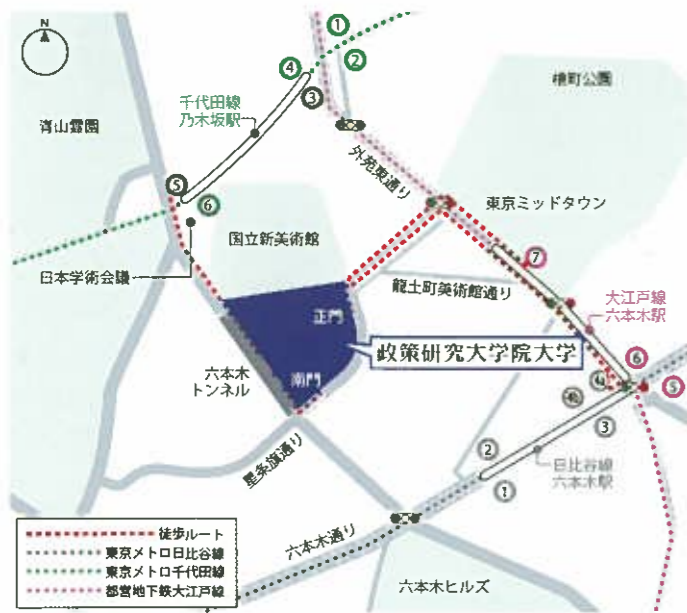 N
①
②
④
③
千代田線
乃木坂駅
青山霊園
檜町公園
外苑東通り
⑤
⑥
東京ミッドタウン
国立新美術館
日本学術会議
⑦
龍土町美術館通り
大江戸線
六本木駅
正門
政策研究大学院大学
六本木
トンネル
南門
⑥
⑤
4a
4b
③
②
①
日比谷線
六本木駅
星条旗通り
六本木通り
六本木ヒルズ
徒歩ルート
東京メトロ日比谷線
東京メトロ千代田線
都営地下鉄大江戸線